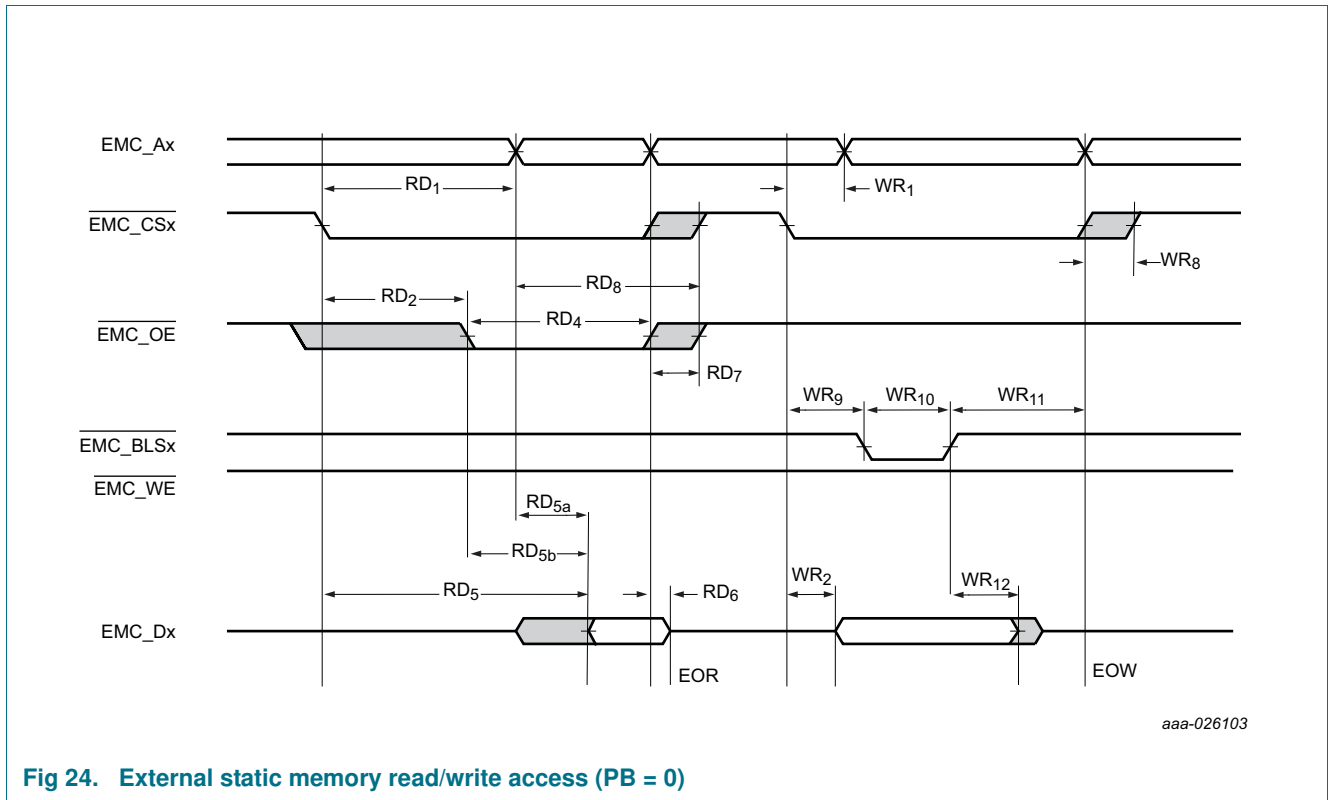 EMC_Ax
RD1
WR1
EMC_CSx
WR8
RD8
RD2
RD4
EMC_OE
RD7
WR9
WR10
WR11
EMC_BLSx
EMC_WE
RD5a
RD5b
WR2
WR12
RD5
RD6
EMC_Dx
EOR
EOW
aaa-026103
Fig 24. External static memory read/write access (PB = 0)